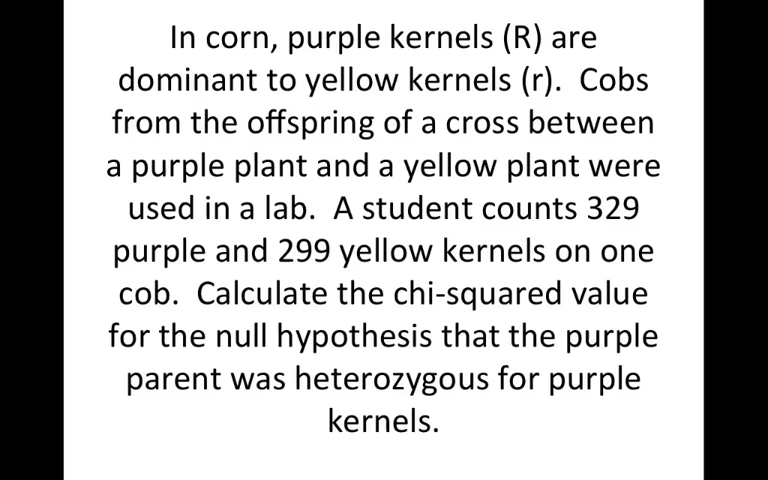 In corn, purple kernels (R) are
dominant to yellow kernels (r).  Cobs
from the offspring of a cross between
a purple plant and a yellow plant were
used in a lab.  A student counts 329
purple and 299 yellow kernels on one
cob.  Calculate the chi-squared value
for the null hypothesis that the purple
parent was heterozygous for purple
kernels.